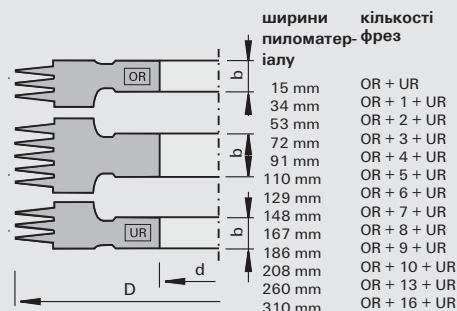 ширини
пиломатер-
іалу
кількості
фрез
15 mm OR + UR
34 mm OR + 1 + UR
53 mm OR + 2 + UR
72 mm OR + 3 + UR
91 mm OR + 4 + UR
110 mm OR + 5 + UR
129 mm OR + 6 + UR
148 mm OR + 7 + UR
167 mm OR + 8 + UR
186 mm OR + 9 + UR
208 mm OR + 10 + UR
260 mm OR + 13 + UR
310 mm OR + 16 + UR
OR
b
b
UR
b
d
D